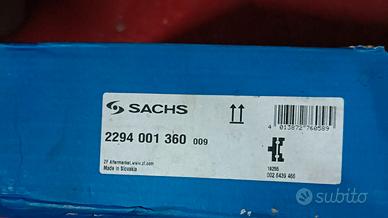 SACHS
2294 001 360 009
4 013872 760589
ZF Aftermarket, www.zf.com
Made in Slovakia
002 6439 466
subito